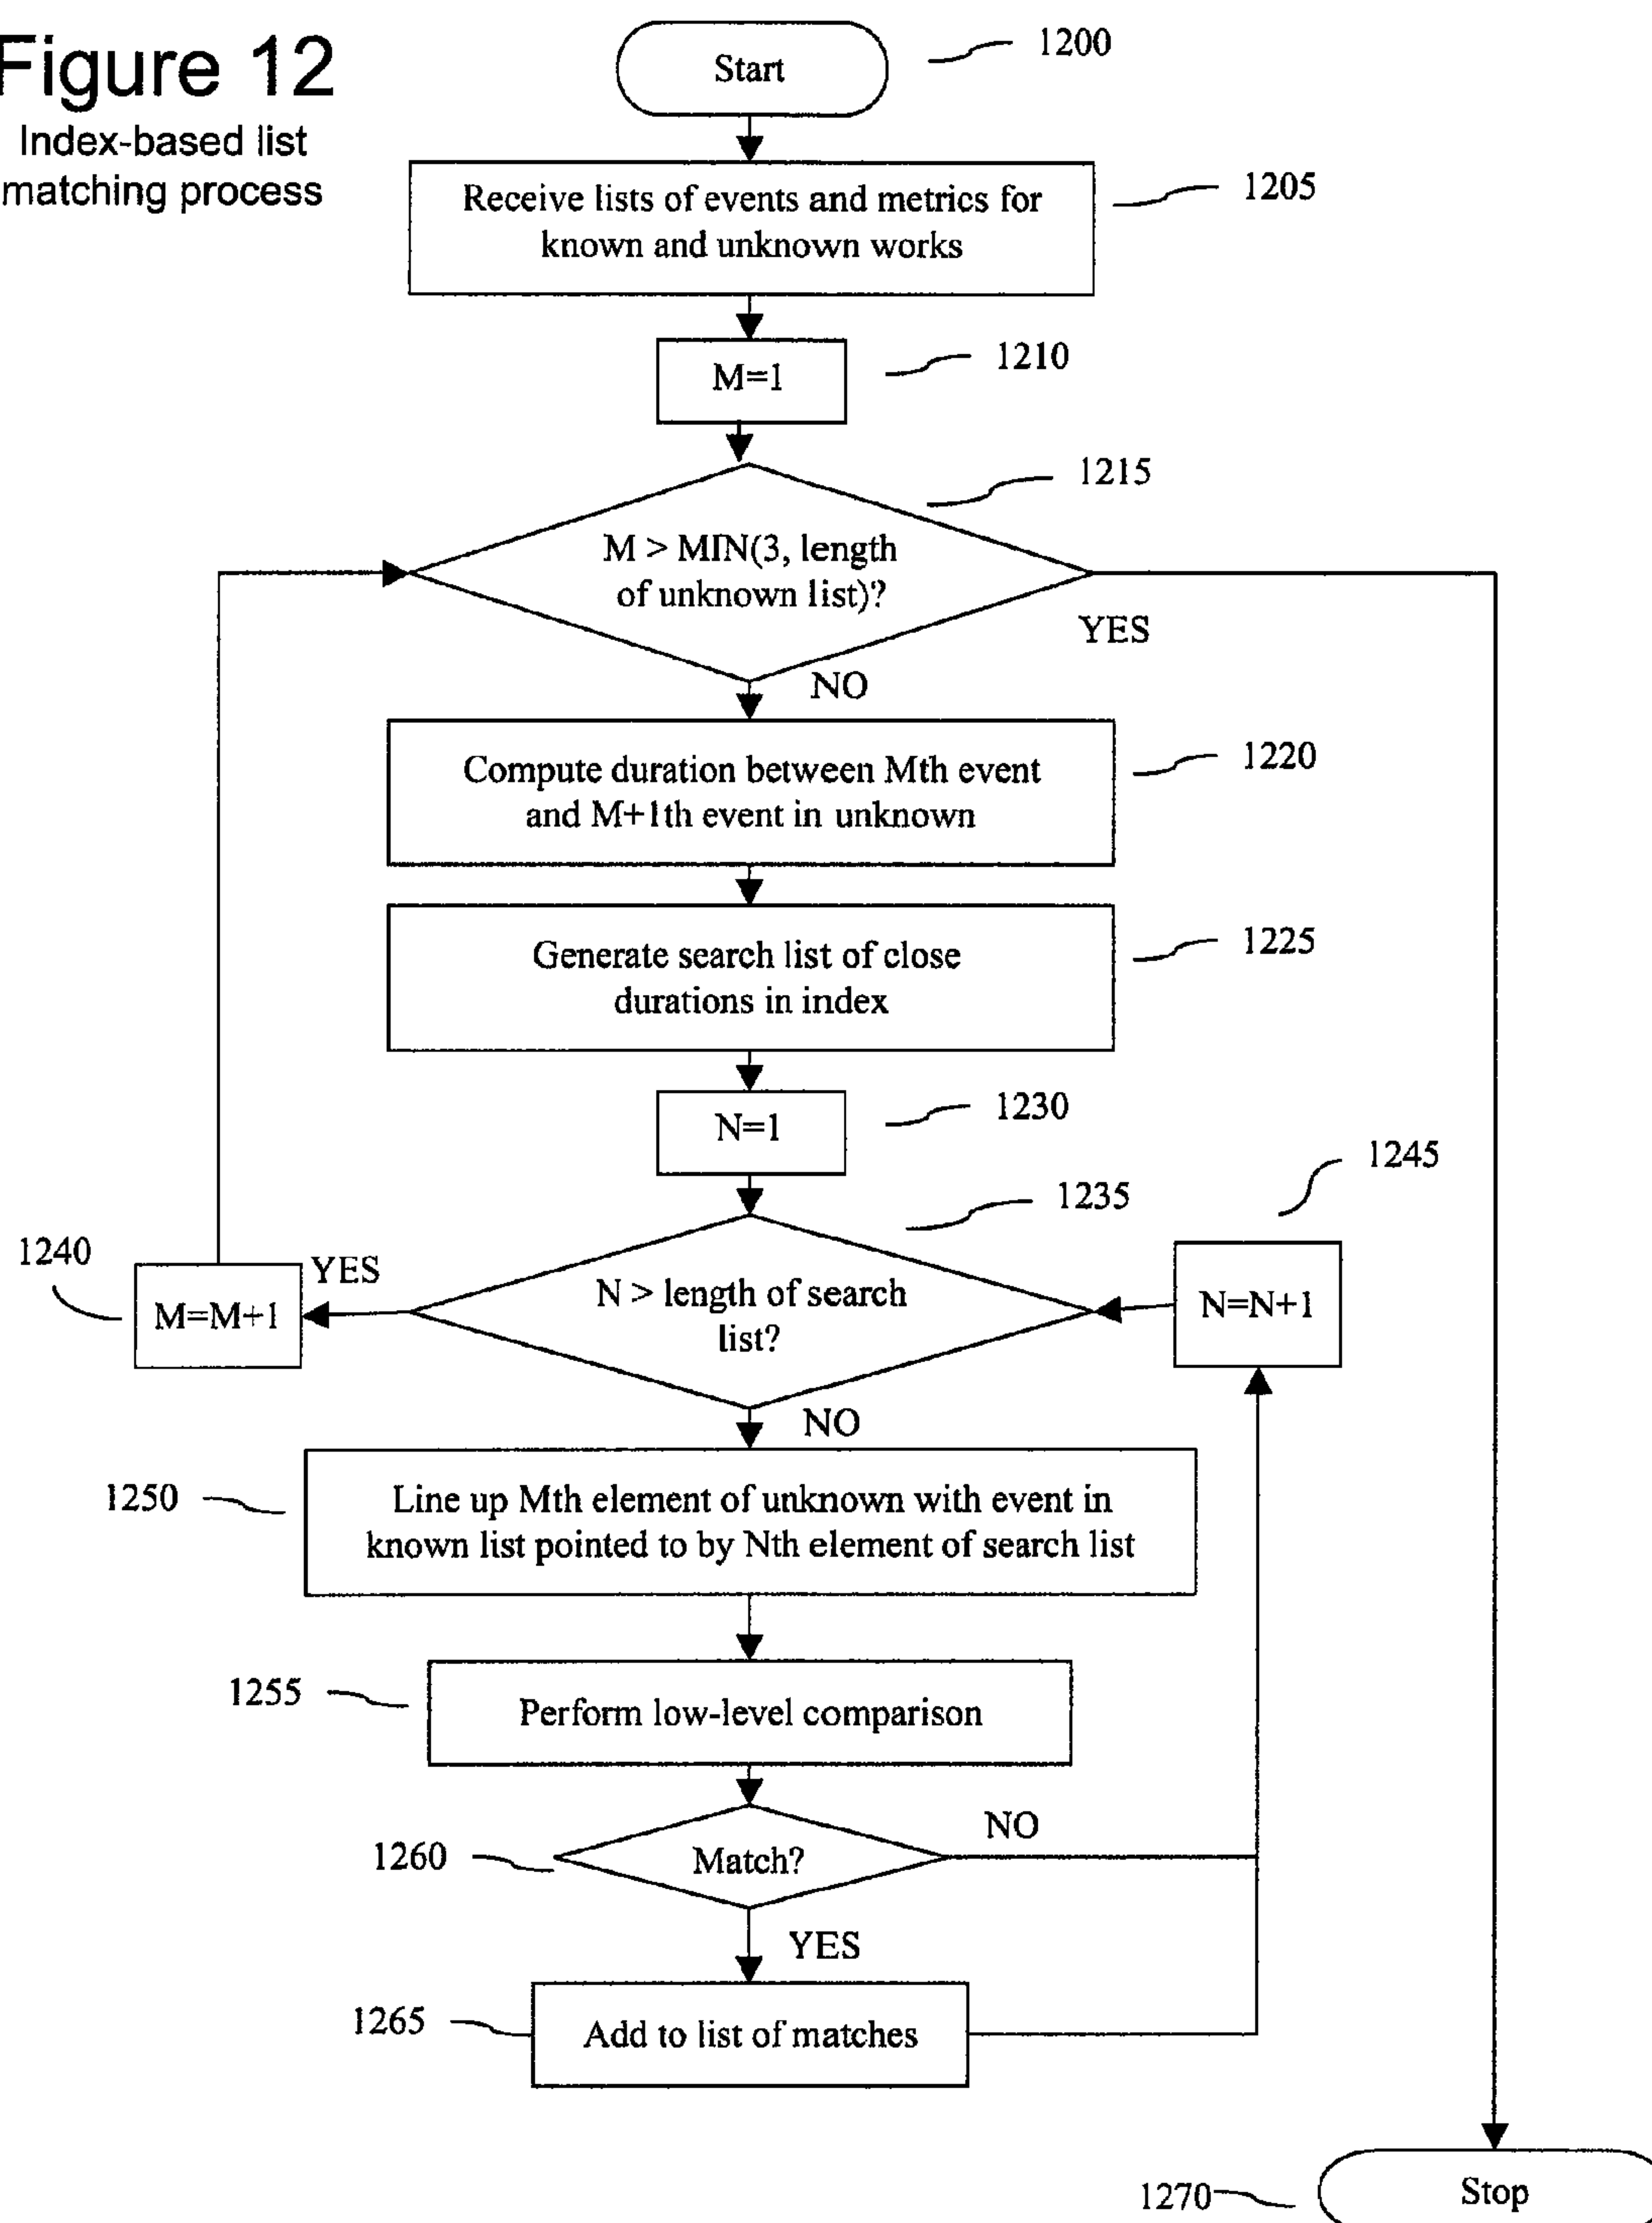 Figure 12
Index-based list
matching process
Start
1200
Receive lists of events and metrics for
known and unknown works
1205
M=1
1210
1215
M > MIN(3, length
of unknown list)?
YES
NO
Compute duration between Mth event
and M+1th event in unknown
1220
Generate search list of close
durations in index
1225
N=1
1230
1245
1235
1240
YES
M=M+1
N > length of search
list?
N=N+1
NO
1250
Line up Mth element of unknown with event in
known list pointed to by Nth element of search list
1255
Perform low-level comparison
1260
Match?
NO
YES
1265
Add to list of matches
1270
Stop